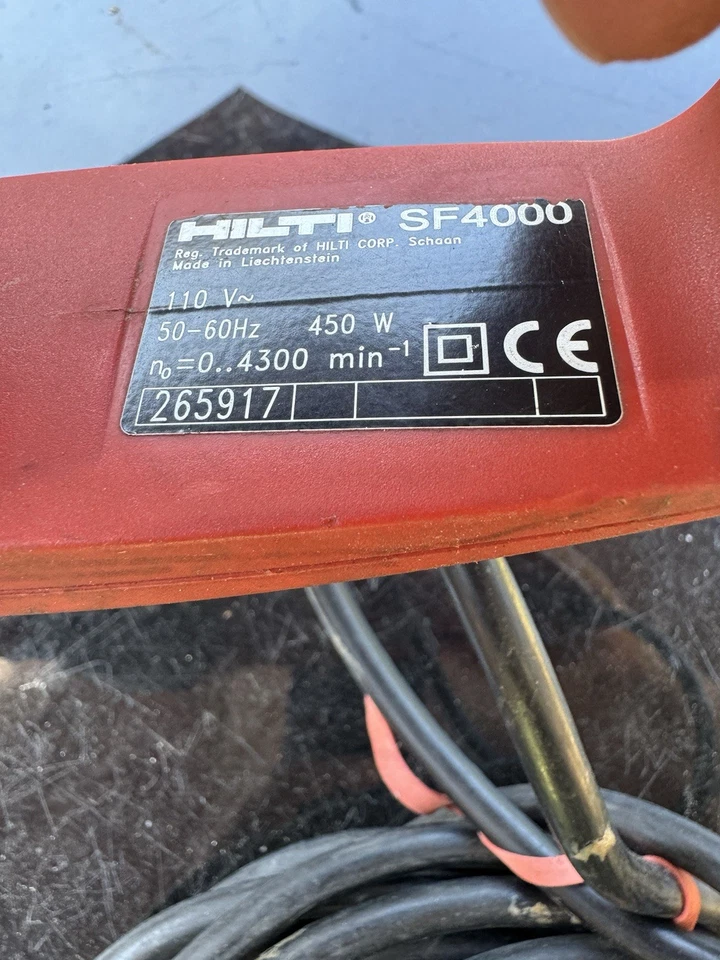 HILTI® SF4000
Reg. Trademark of HILTI CORP. Schaan
Made in Liechtenstein
110 V~
50-60Hz 450 W
n₀=0..4300 min⁻¹ CE
265917